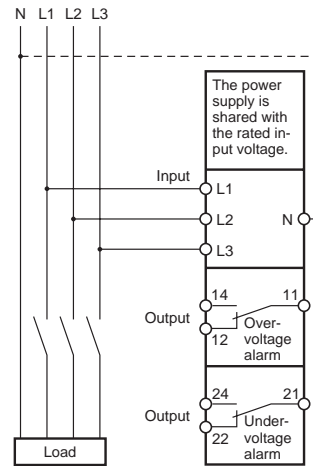 N L1 L2 L3
The power
supply is
shared with
the rated in-
put voltage.
Input
L1
L2
N
L3
14
11
Output
12
Over-
voltage
alarm
24
21
Output
22
Under-
voltage
alarm
Load